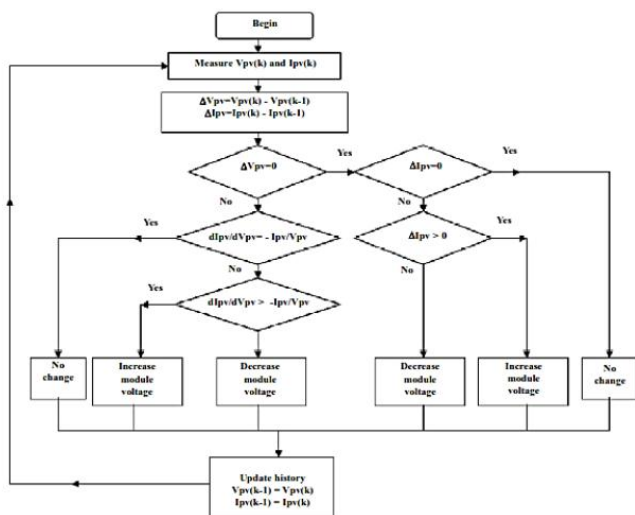 Begin
Measure Vpv(k) and Ipv(k)
ΔVpv=Vpv(k) - Vpv(k-1)
ΔIpv=Ipv(k) - Ipv(k-1)
ΔVpv=0
Yes
ΔIpv=0
Yes
No
No
Yes
dIpv/dVpv= - Ipv/Vpv
ΔIpv > 0
Yes
No
No
Yes
dIpv/dVpv > -Ipv/Vpv
No
change
Increase
module
voltage
Decrease
module
voltage
Decrease
module
voltage
Increase
module
voltage
No
change
Update history
Vpv(k-1) = Vpv(k)
Ipv(k-1) = Ipv(k)